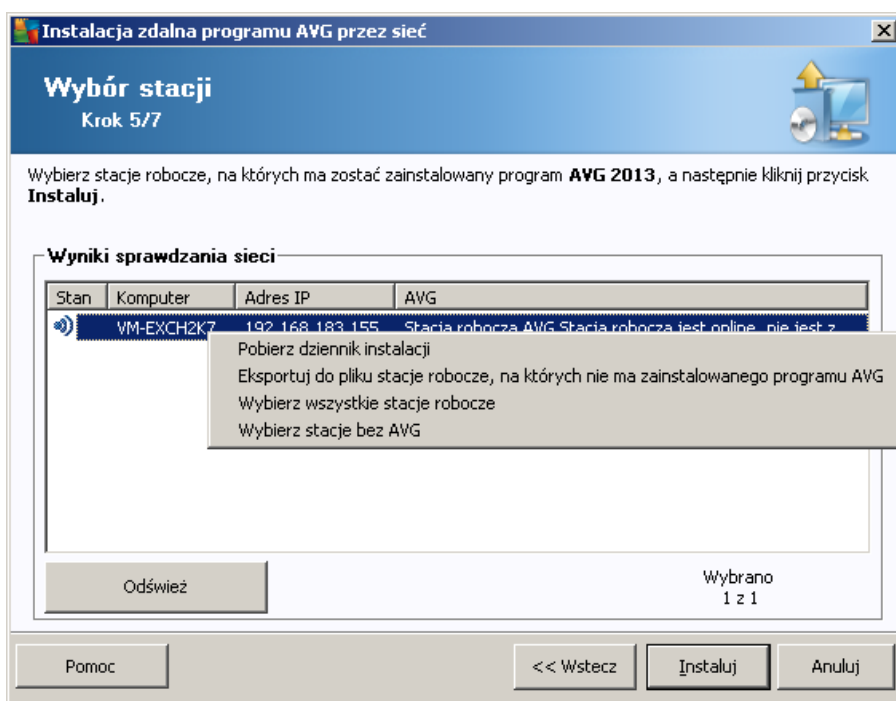 Instalacja zdalna programu AVG przez sieć
Wybór stacji
Krok 5/7
Wybierz stacje robocze, na których ma zostać zainstalowany program AVG 2013, a następnie kliknij przycisk
Instaluj.
Wyniki sprawdzania sieci
Stan Komputer Adres IP AVG
VM-EXCH2K7 192.168.183.155 Stacja robocza AVG Stacja robocza jest online, nie jest z
Pobierz dziennik instalacji
Eksportuj do pliku stacje robocze, na których nie ma zainstalowanego programu AVG
Wybierz wszystkie stacje robocze
Wybierz stacje bez AVG
Odśwież
Wybrano
1 z 1
Pomoc << Wstecz Instaluj Anuluj